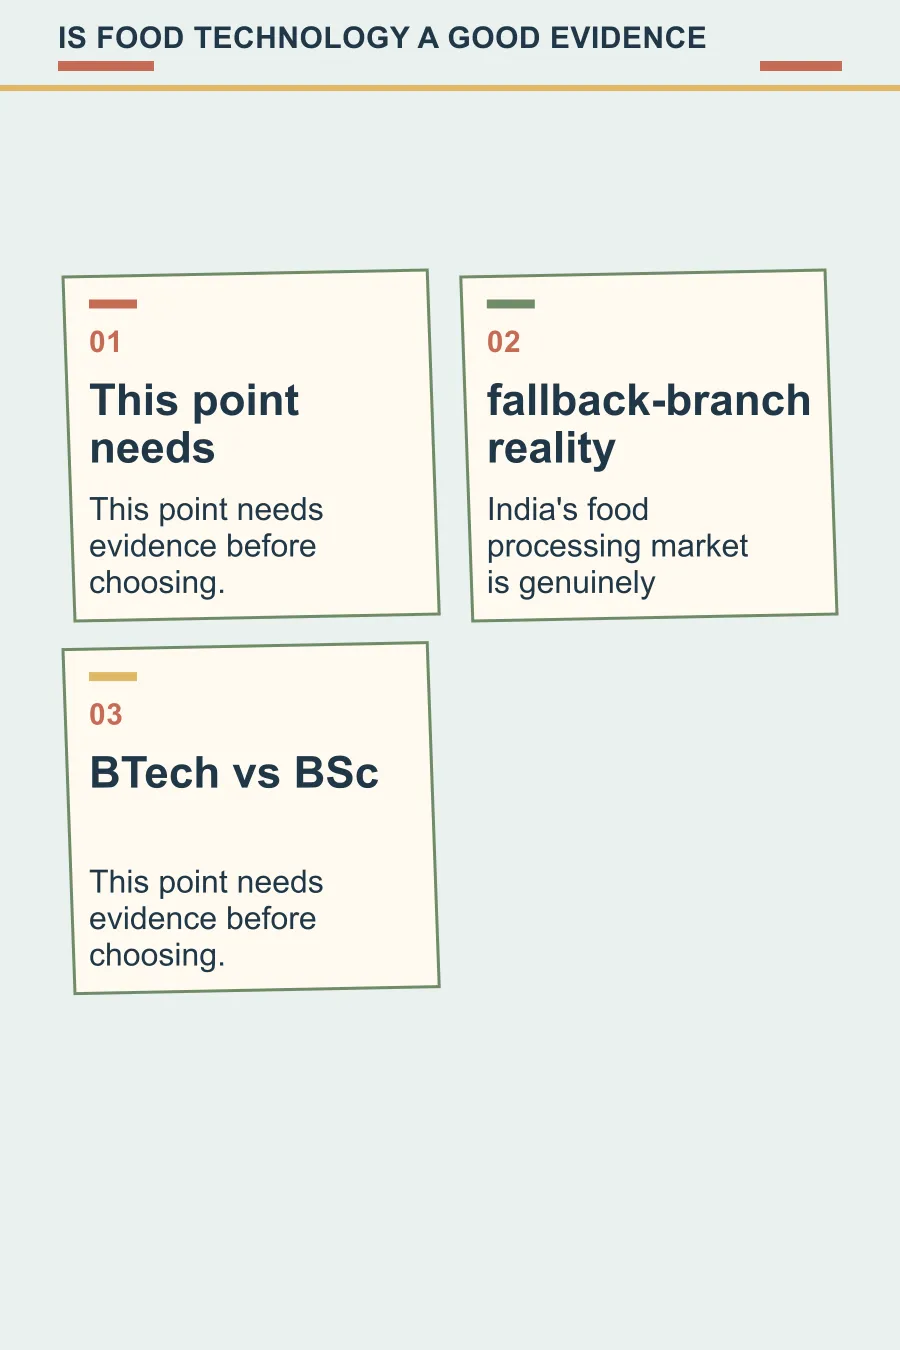 IS FOOD TECHNOLOGY A GOOD EVIDENCE
01
This point
needs
This point needs
evidence before
choosing.
02
fallback-branch
reality
India's food
processing market
is genuinely
03
BTech vs BSc
This point needs
evidence before
choosing.